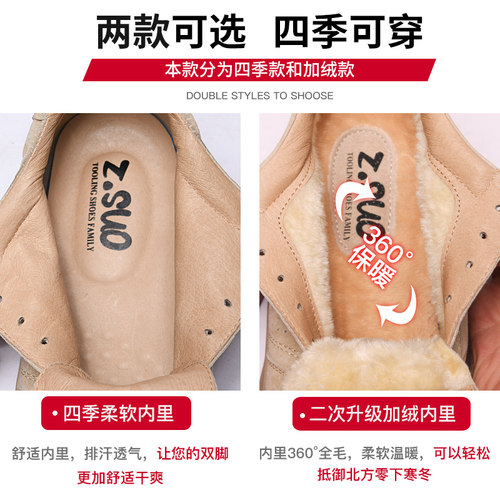 两款可选 四季可穿
本款分为四季款和加绒款
DOUBLE STYLES TO SHOOSE
z.suo
TOOLING SHOES FAMILY
z.suo
TOOLING SHOES FAMILY
360°
保暖
四季柔软内里
舒适内里，排汗透气，让您的双脚
更加舒适干爽
二次升级加绒内里
内里360°全毛，柔软温暖，可以轻松
抵御北方零下寒冬